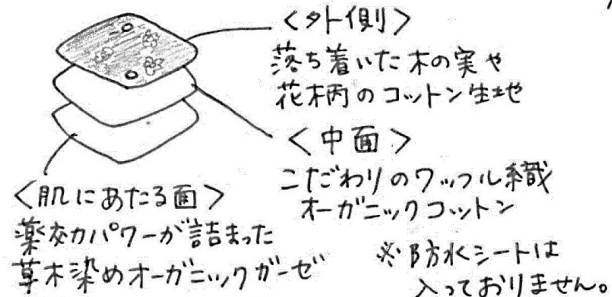 <外側>
落ち着いた木の実や
花柄のコットン生地
<中面>
こだわりのワッフル織
オーガニックコットン
<肌にあたる面>
薬効パワーが詰まった
草木染めオーガニックガーゼ
※防水シートは
入っておりません。